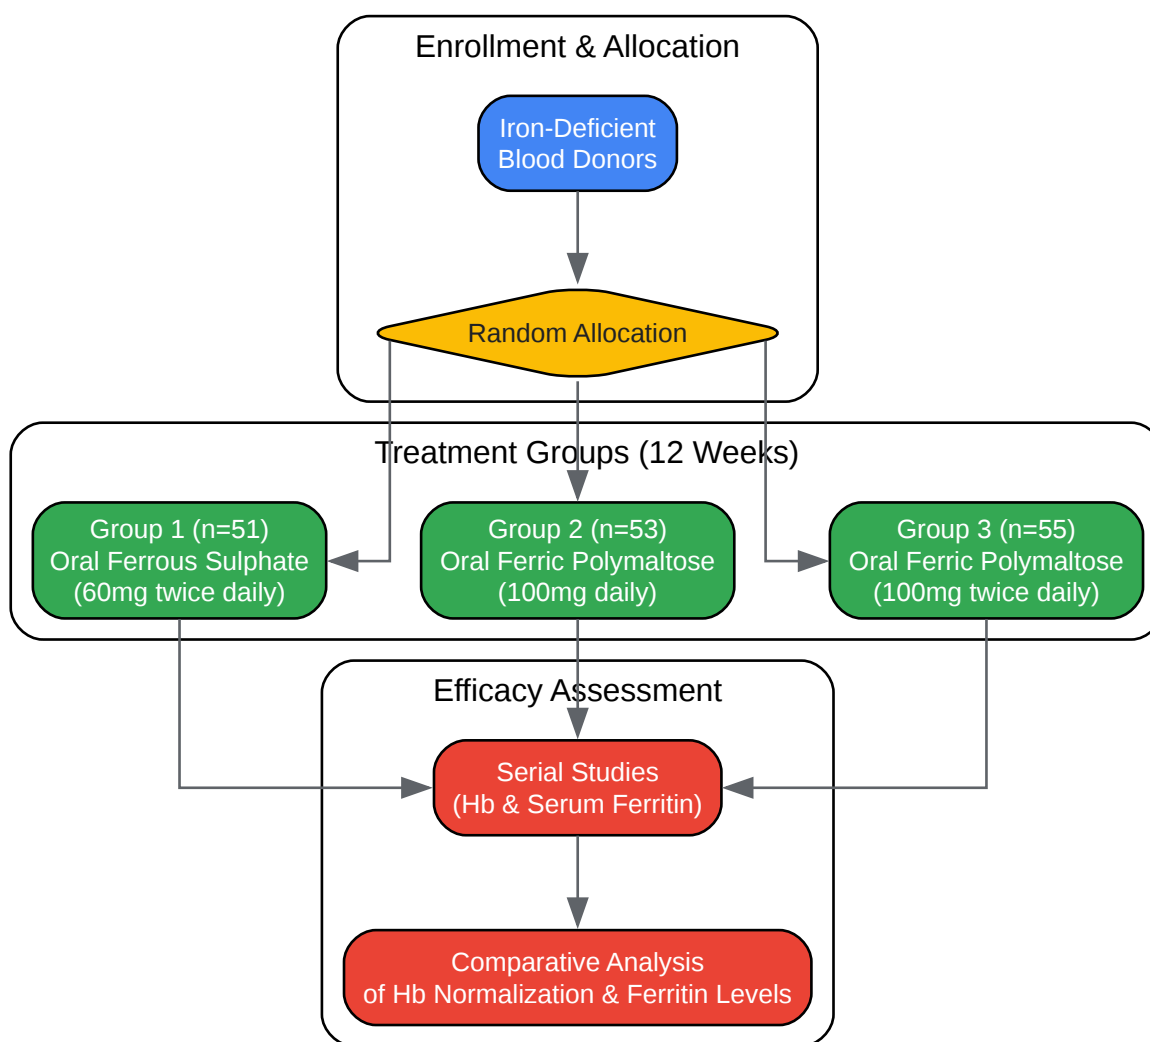 Enrollment & Allocation
Iron-Deficient
Blood Donors
Random Allocation
Treatment Groups (12 Weeks)
Group 1 (n=51)
Oral Ferrous Sulphate
(60mg twice daily)
Group 2 (n=53)
Oral Ferric Polymaltose
(100mg daily)
Group 3 (n=55)
Oral Ferric Polymaltose
(100mg twice daily)
Efficacy Assessment
Serial Studies
(Hb & Serum Ferritin)
Comparative Analysis
of Hb Normalization & Ferritin Levels